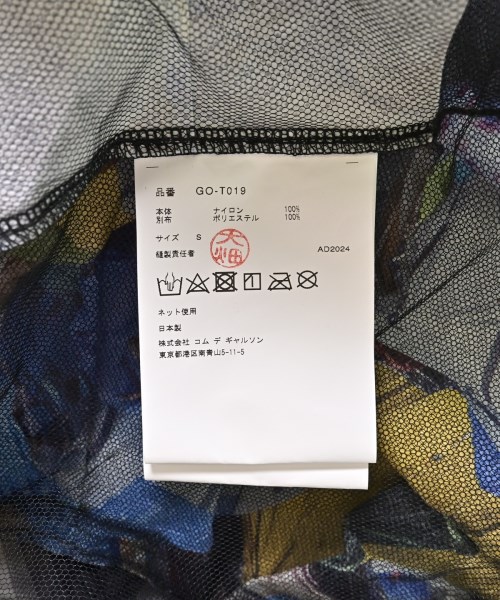 品番 GO-T019
本体 ナイロン 100%
別布 ポリエステル 100%
サイズ S
縫製責任者 大畑 AD2024
ネット使用
日本製
株式会社 コム デ ギャルソン
東京都港区南青山5-11-5